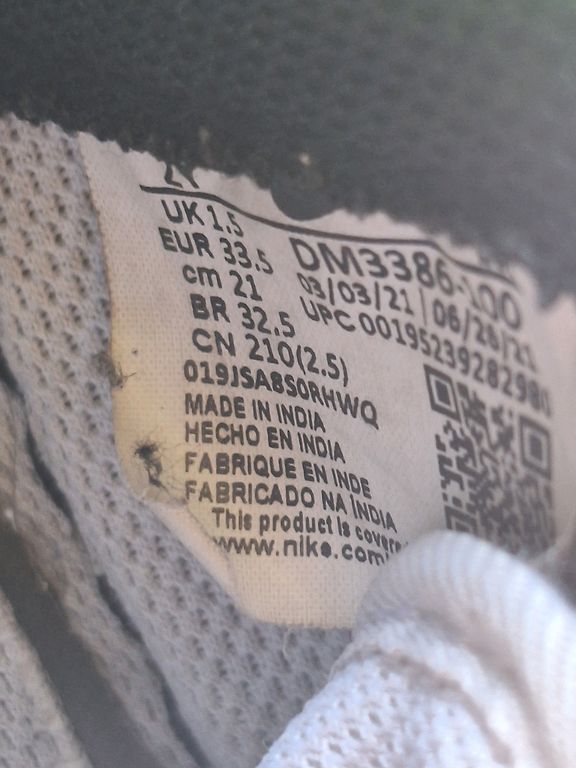 2Y
UK 1.5
EUR 33.5
cm 21
BR 32.5
CN 210(2.5)
DM3386-100
03/03/21 | 06/28/21
UPC 00195239282980
019JSA8S0RHWQ
MADE IN INDIA
HECHO EN INDIA
FABRIQUE EN INDE
FABRICADO NA INDIA
This product is
www.nike.com/